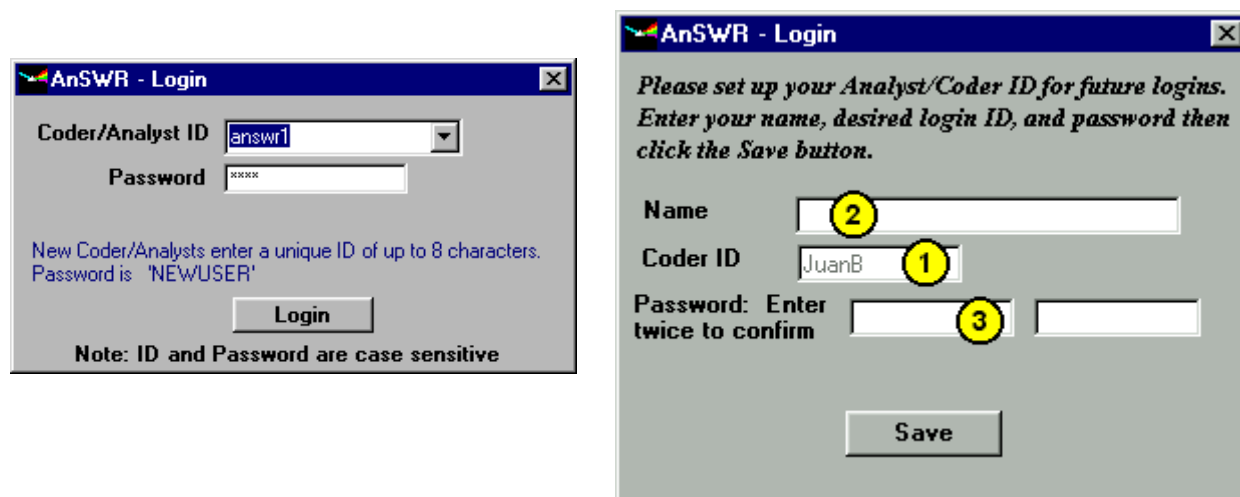 AnSWR - Login
Coder/Analyst ID answr1
Password ****
New Coder/Analysts enter a unique ID of up to 8 characters.
Password is 'NEWUSER'
Login
Note: ID and Password are case sensitive
AnSWR - Login
Please set up your Analyst/Coder ID for future logins.
Enter your name, desired login ID, and password then
click the Save button.
Name 2
Coder ID JuanB 1
Password: Enter
twice to confirm 3
Save